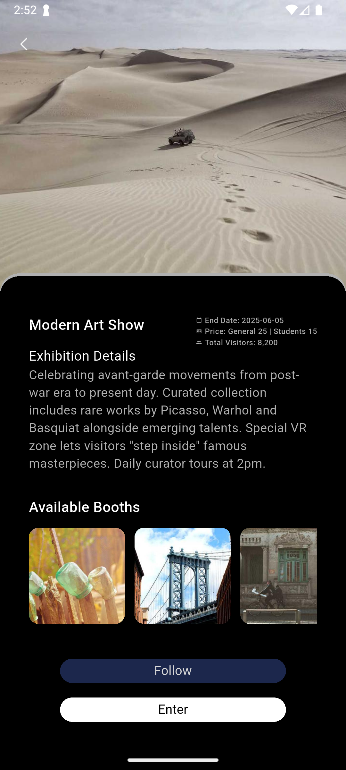 2:52
Modern Art Show
End Date: 2025-06-05
Price: General 25 | Students 15
Total Visitors: 8,200
Exhibition Details
Celebrating avant-garde movements from post-
war era to present day. Curated collection
includes rare works by Picasso, Warhol and
Basquiat alongside emerging talents. Special VR
zone lets visitors "step inside" famous
masterpieces. Daily curator tours at 2pm.
Available Booths
Follow
Enter